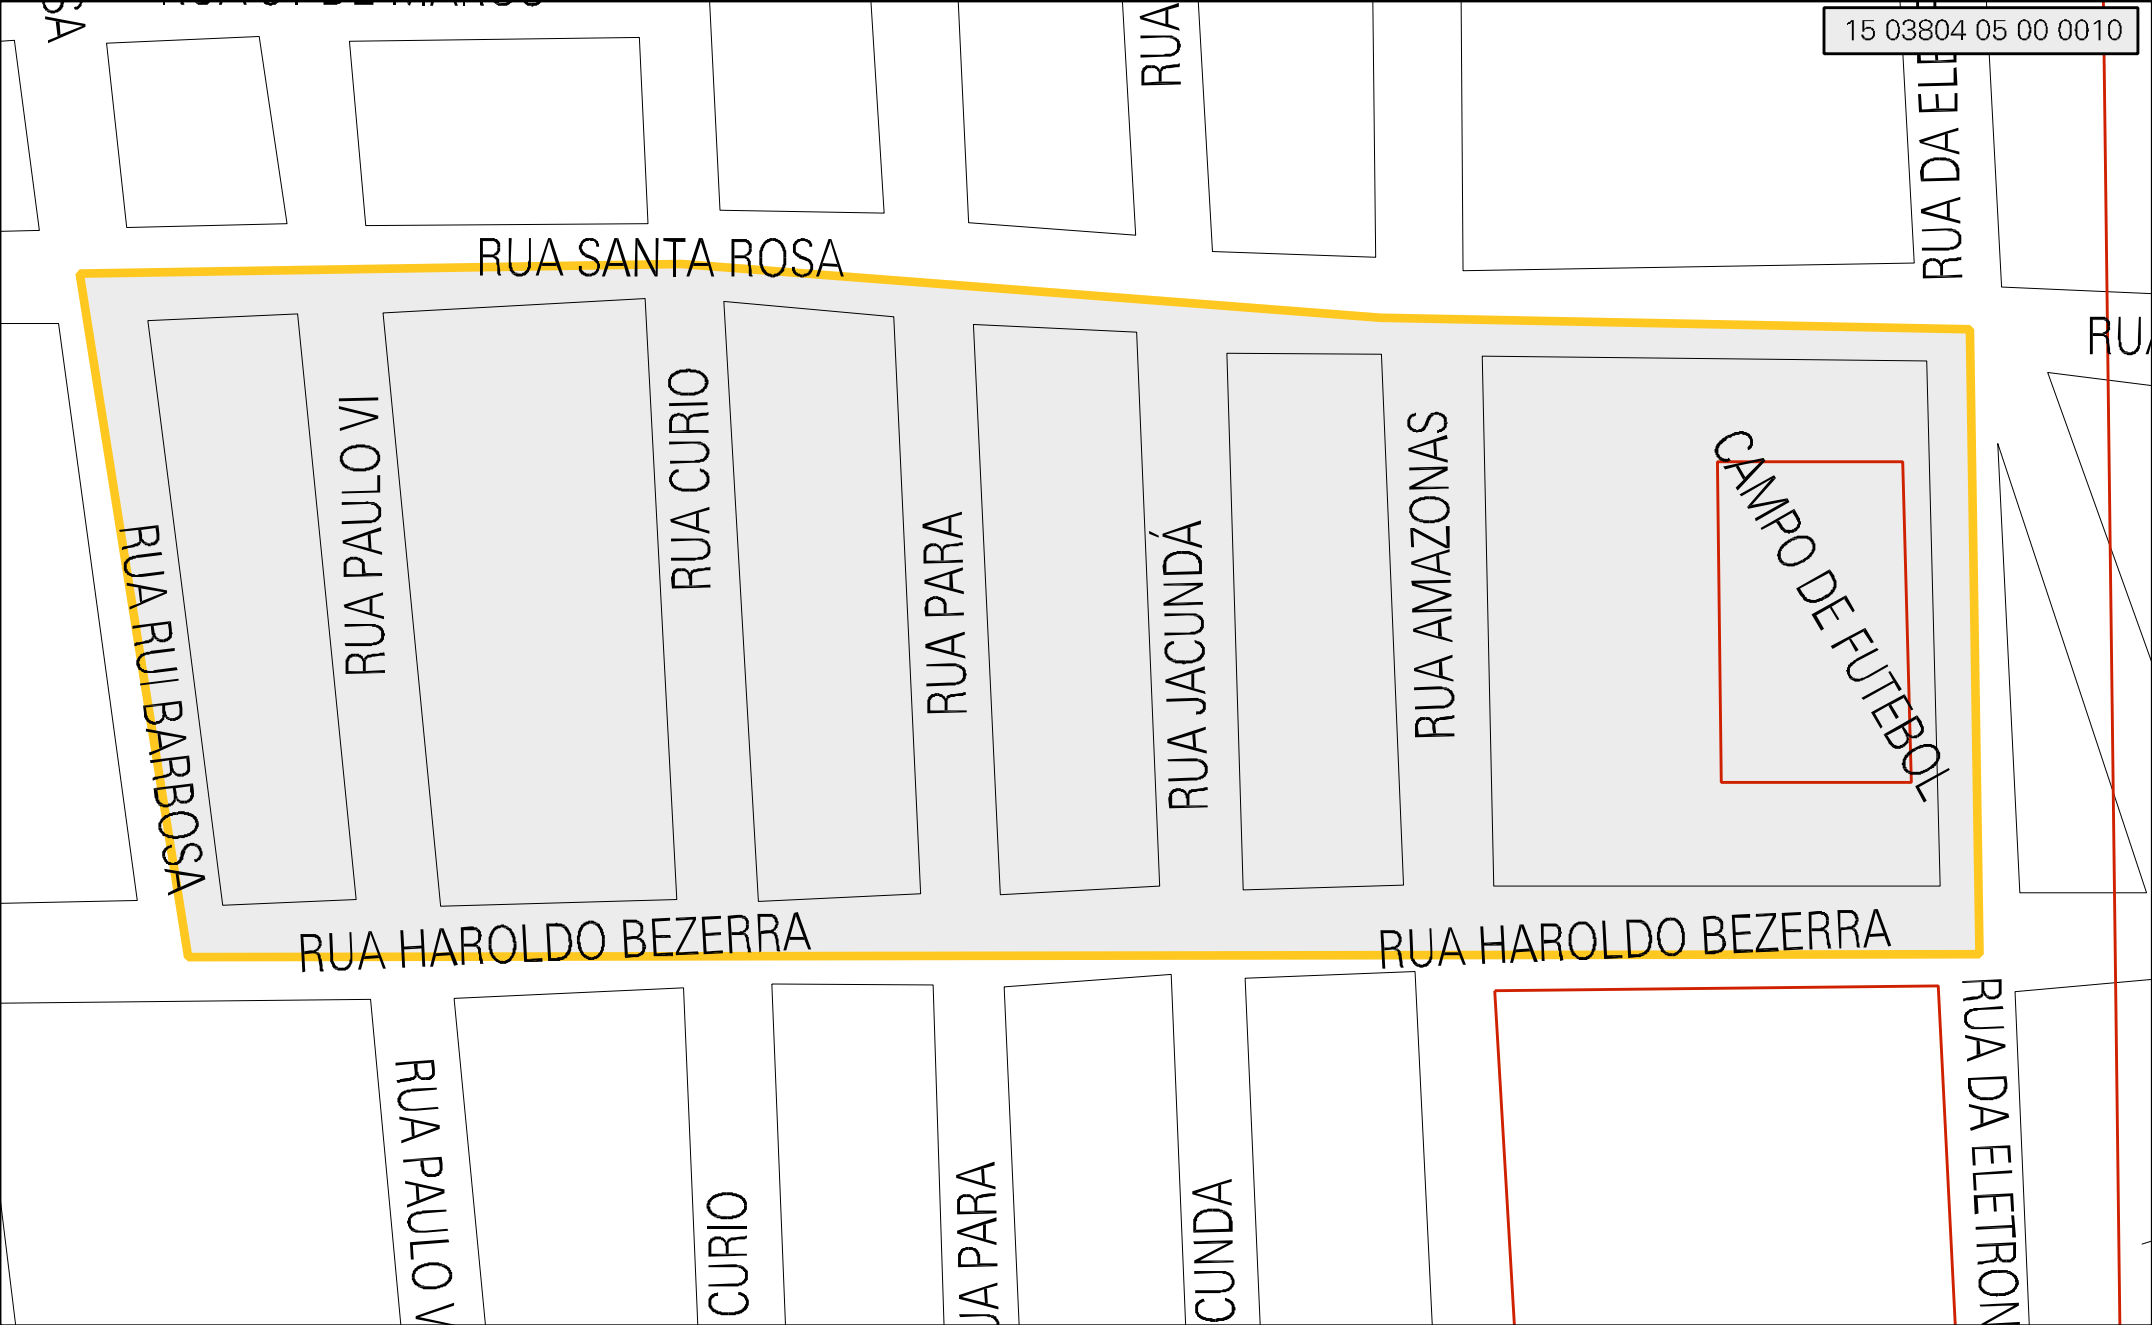 15 03804 05 00 0010
RUA
RUA DA ELE
RUA SANTA ROSA
RUA
RUA RUI BARBOSA
RUA PAULO VI
RUA CURIO
RUA PARA
RUA JACUNDÁ
RUA AMAZONAS
CAMPO DE FUTEBOL
RUA HAROLDO BEZERRA
RUA HAROLDO BEZERRA
RUA PAULO V
CURIO
UA PARA
CUNDA
RUA DA ELETRON